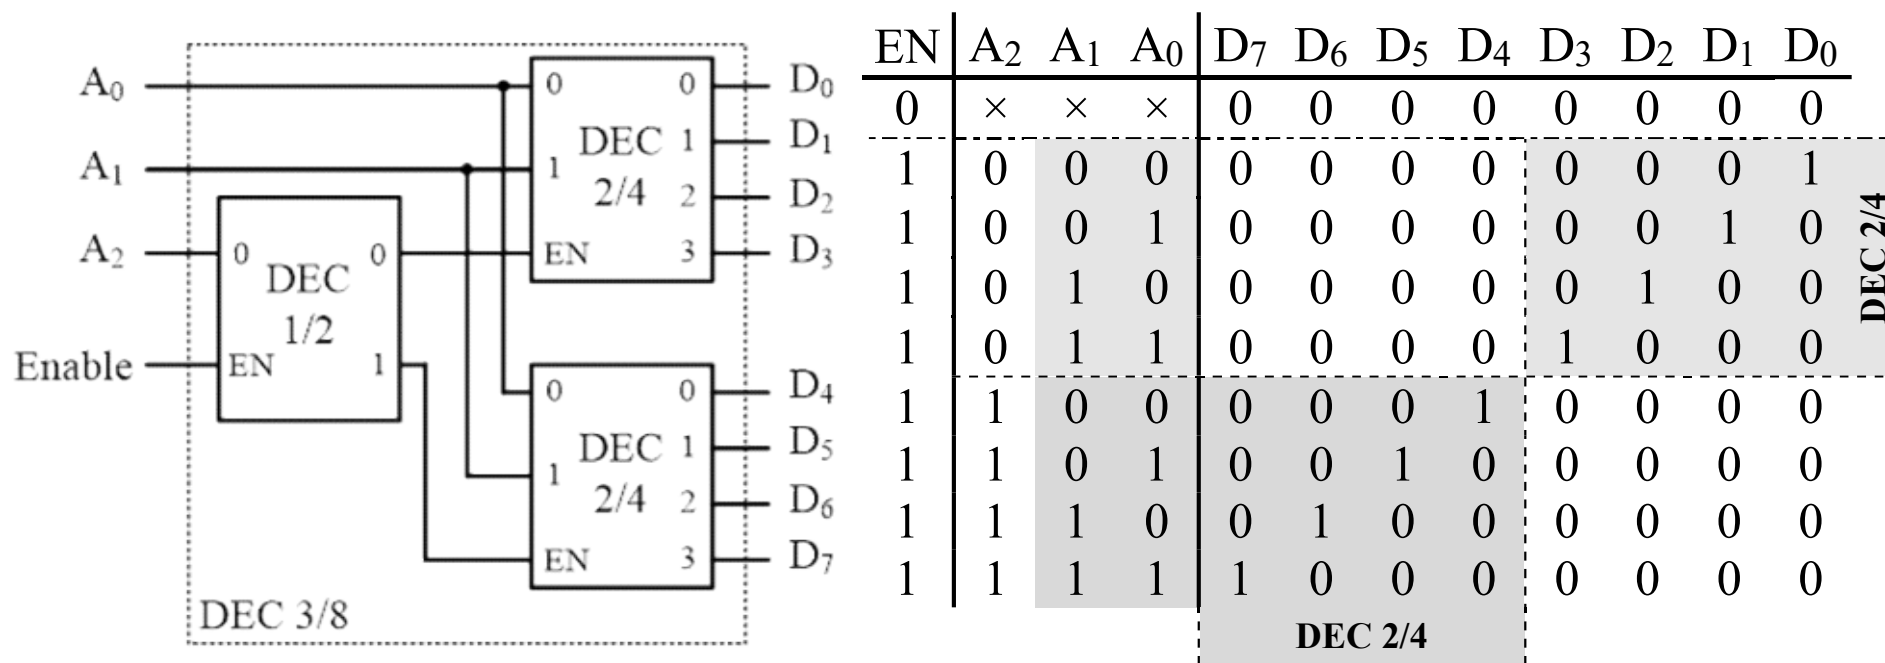 A₀ 0 0 D₀
DEC 1 D₁
A₁ 1
2/4 2 D₂
A₂ 0 0 EN 3 D₃
DEC
1/2
Enable EN 1
0 0 D₄
DEC 1 D₅
1
2/4 2 D₆
EN 3 D₇
DEC 3/8
EN A₂ A₁ A₀ D₇ D₆ D₅ D₄ D₃ D₂ D₁ D₀
0 × × × 0 0 0 0 0 0 0 0
1 0 0 0 0 0 0 0 0 0 0 1
1 0 0 1 0 0 0 0 0 0 1 0
1 0 1 0 0 0 0 0 0 1 0 0
1 0 1 1 0 0 0 0 1 0 0 0
1 1 0 0 0 0 0 1 0 0 0 0
1 1 0 1 0 0 1 0 0 0 0 0
1 1 1 0 0 1 0 0 0 0 0 0
1 1 1 1 1 0 0 0 0 0 0 0
DEC 2/4
DEC 2/4